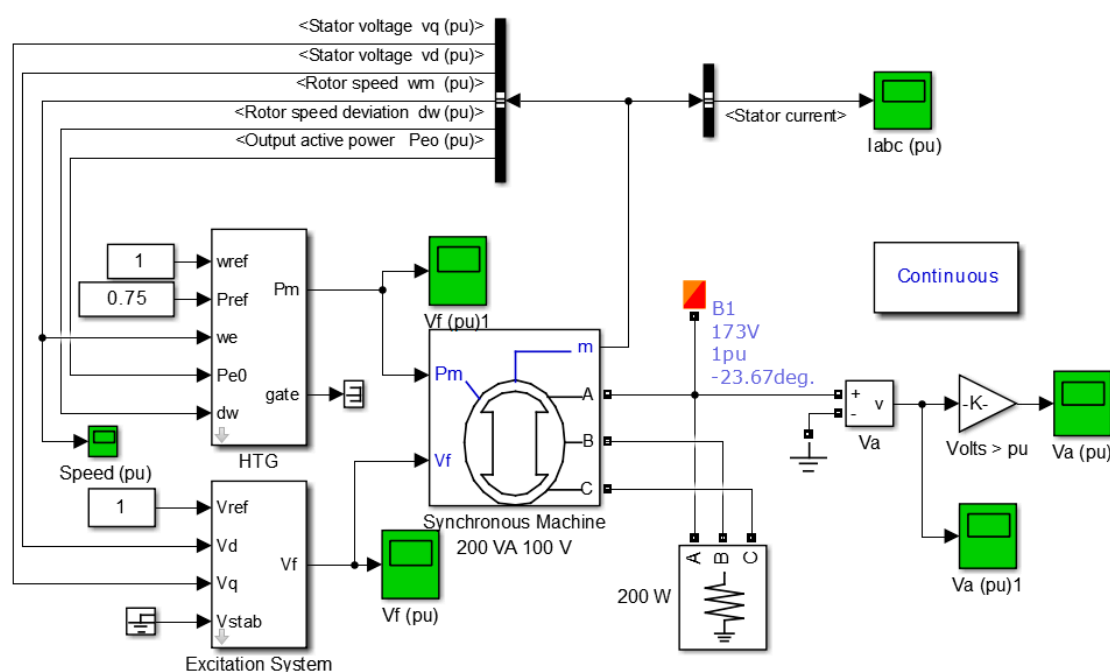 <Stator voltage vq (pu)>
<Stator voltage vd (pu)>
<Rotor speed wm (pu)>
<Rotor speed deviation dw (pu)>
<Output active power Peo (pu)>
<Stator current>
Iabc (pu)
1
0.75
wref
Pref
we
Pe0
dw
Pm
gate
HTG
Speed (pu)
Vf (pu)1
Pm
Vf
m
A
B
C
Synchronous Machine
200 VA 100 V
B1
173V
1pu
-23.67deg.
Continuous
+
-
v
Va
-K-
Volts > pu
Va (pu)
Va (pu)1
1
Vref
Vd
Vq
Vstab
Vf
Excitation System
Vf (pu)
A
B
C
200 W